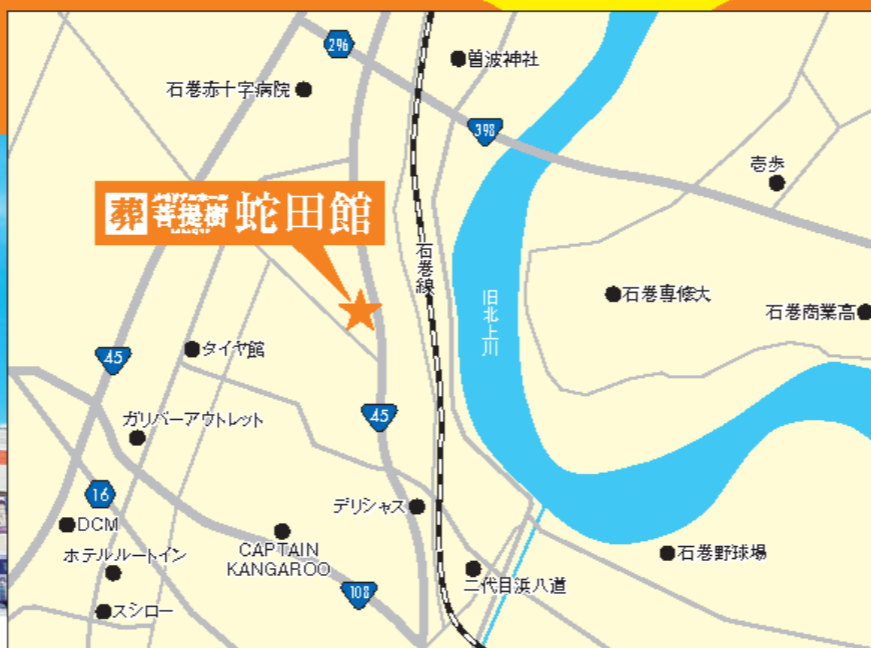 296
曽波神社
石巻赤十字病院
398
壱歩
葬 菩提樹 蛇田館
石巻線
旧北上川
石巻専修大
石巻商業高
45
タイヤ館
45
ガリバーアウトレット
16
デリシャス
DCM
CAPTAIN
KANGAROO
ホテルルートイン
石巻野球場
二代目浜八道
108
スシロー